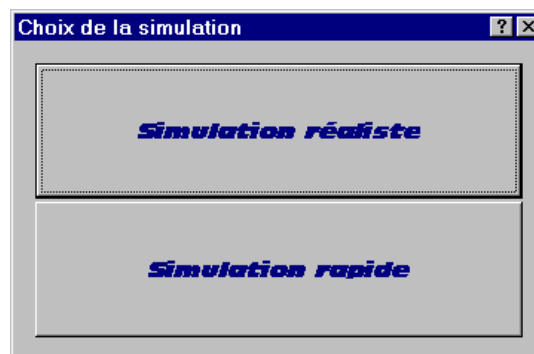 Choix de la simulation
Simulation réaliste
Simulation rapide